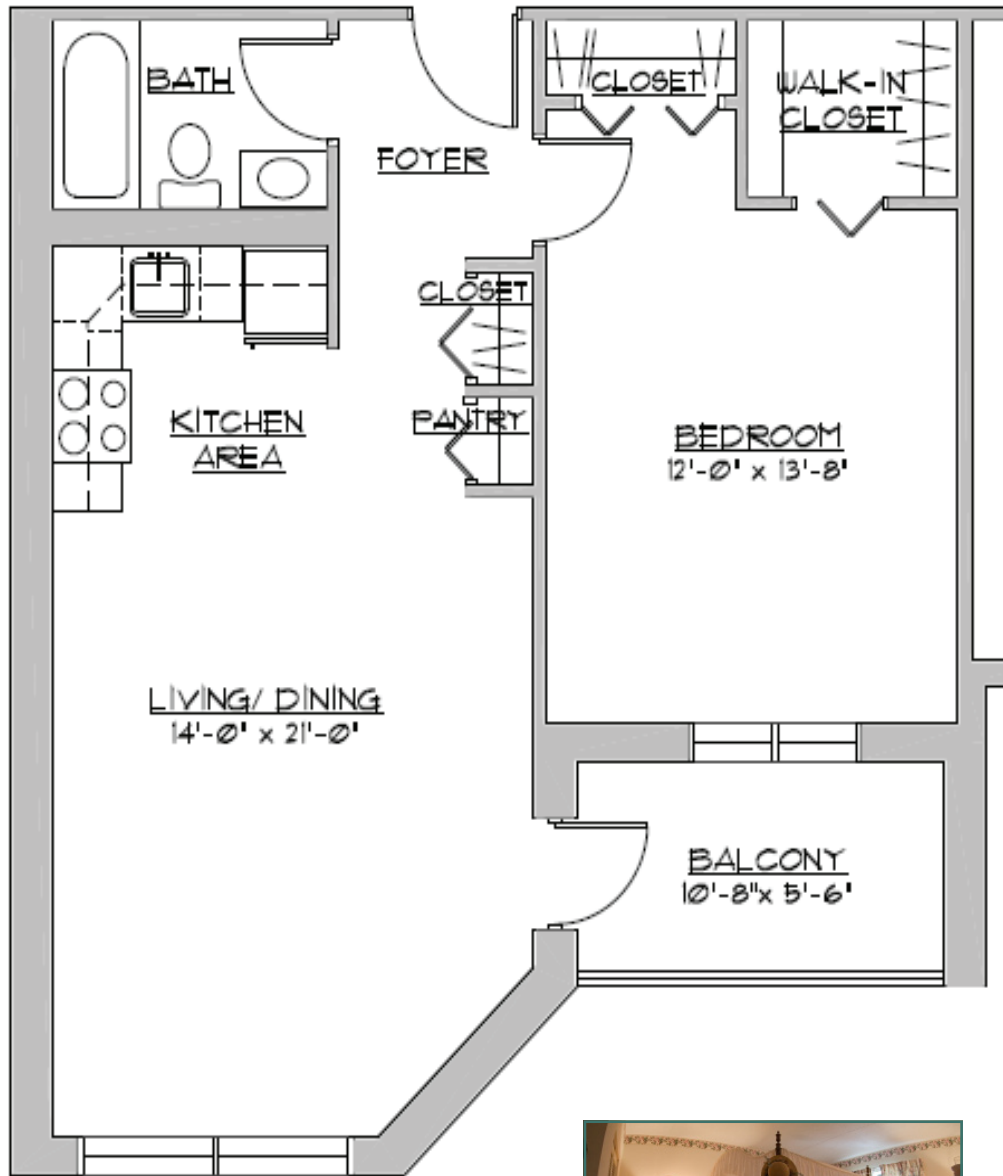 BATH
CLOSET
WALK-IN
CLOSET
FOYER
CLOSET
KITCHEN
AREA
PANTRY
BEDROOM
12'-0" x 13'-8"
LIVING/ DINING
14'-0" x 21'-0"
BALCONY
10'-8"x 5'-6"